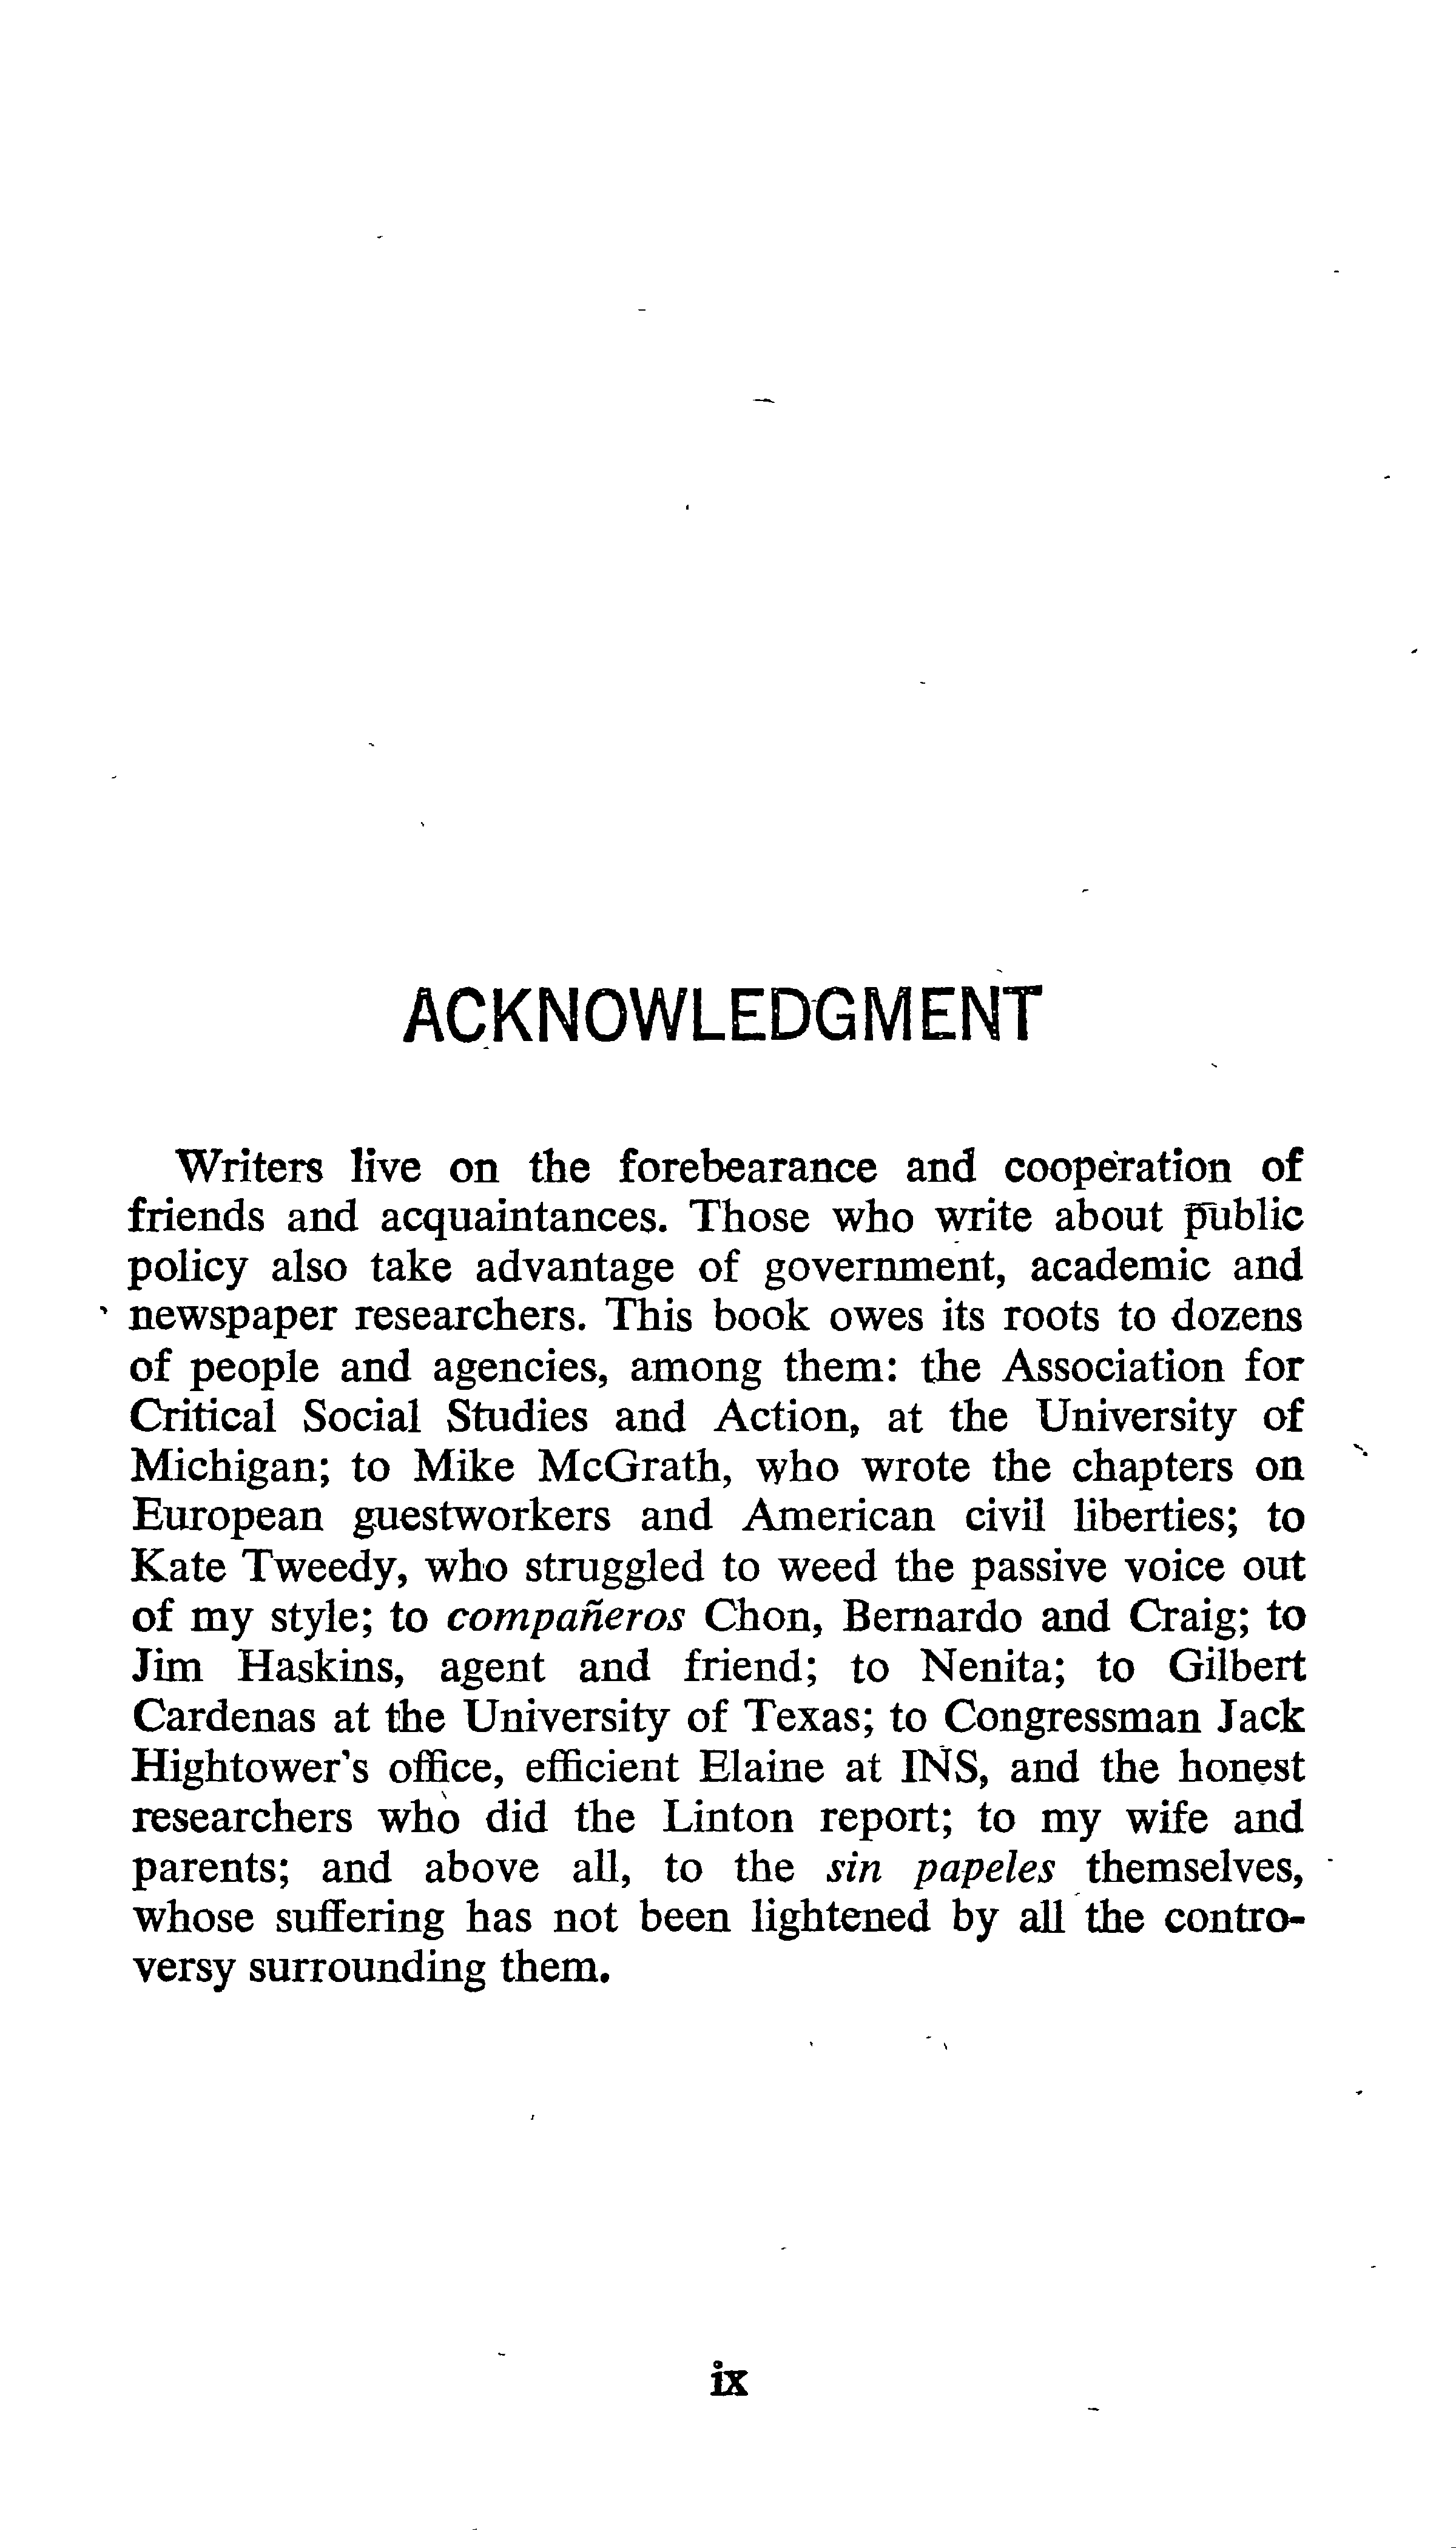 ACKNOWLEDGMENT
Writers live on the forebearance and cooperation of
friends and acquaintances. Those who write about public
policy also take advantage of government, academic and
newspaper researchers. This book owes its roots to dozens
of people and agencies, among them: the Association for
Critical Social Studies and Action, at the University of
Michigan; to Mike McGrath, who wrote the chapters on
European guestworkers and American civil liberties; to
Kate Tweedy, who struggled to weed the passive voice out
of my style; to compañeros Chon, Bernardo and Craig; to
Jim Haskins, agent and friend; to Nenita; to Gilbert
Cardenas at the University of Texas; to Congressman Jack
Hightower's office, efficient Elaine at INS, and the honest
researchers who did the Linton report; to my wife and
parents; and above all, to the sin papeles themselves,
whose suffering has not been lightened by all the contro-
versy surrounding them.
ix